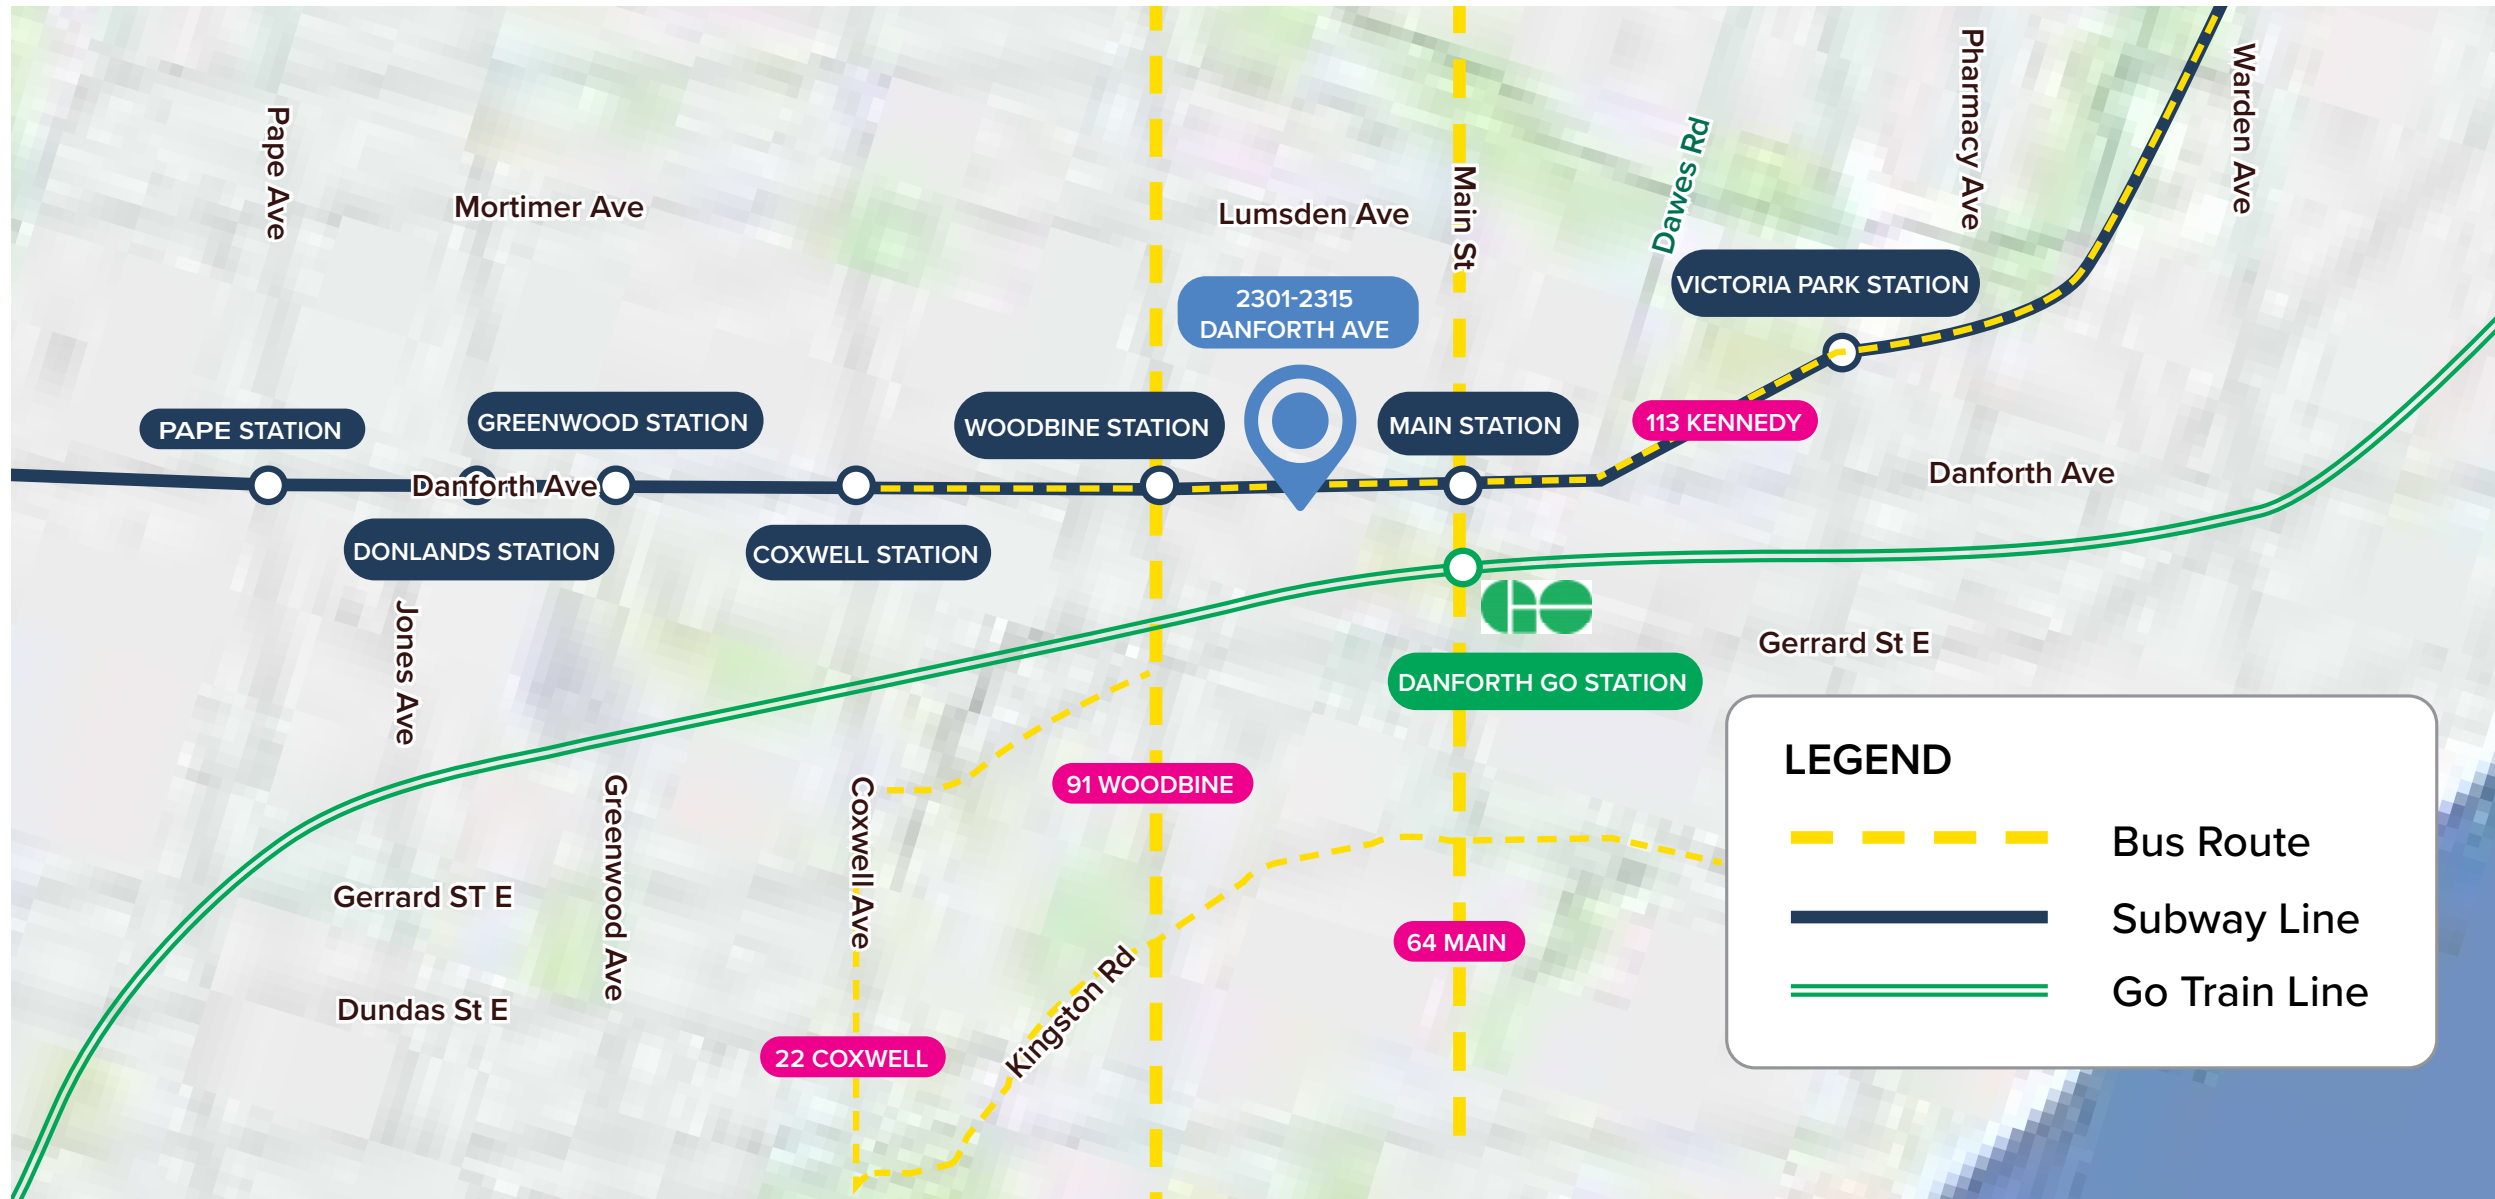 Pape Ave
Mortimer Ave
Lumsden Ave
Main St
Dawes Rd
Pharmacy Ave
Warden Ave
VICTORIA PARK STATION
2301-2315
DANFORTH AVE
PAPE STATION
GREENWOOD STATION
WOODBINE STATION
MAIN STATION
113 KENNEDY
Danforth Ave
Danforth Ave
DONLANDS STATION
COXWELL STATION
GO
Jones Ave
DANFORTH GO STATION
Gerrard St E
Greenwood Ave
Coxwell Ave
91 WOODBINE
Gerrard ST E
Dundas St E
22 COXWELL
Kingston Rd
64 MAIN
LEGEND
Bus Route
Subway Line
Go Train Line